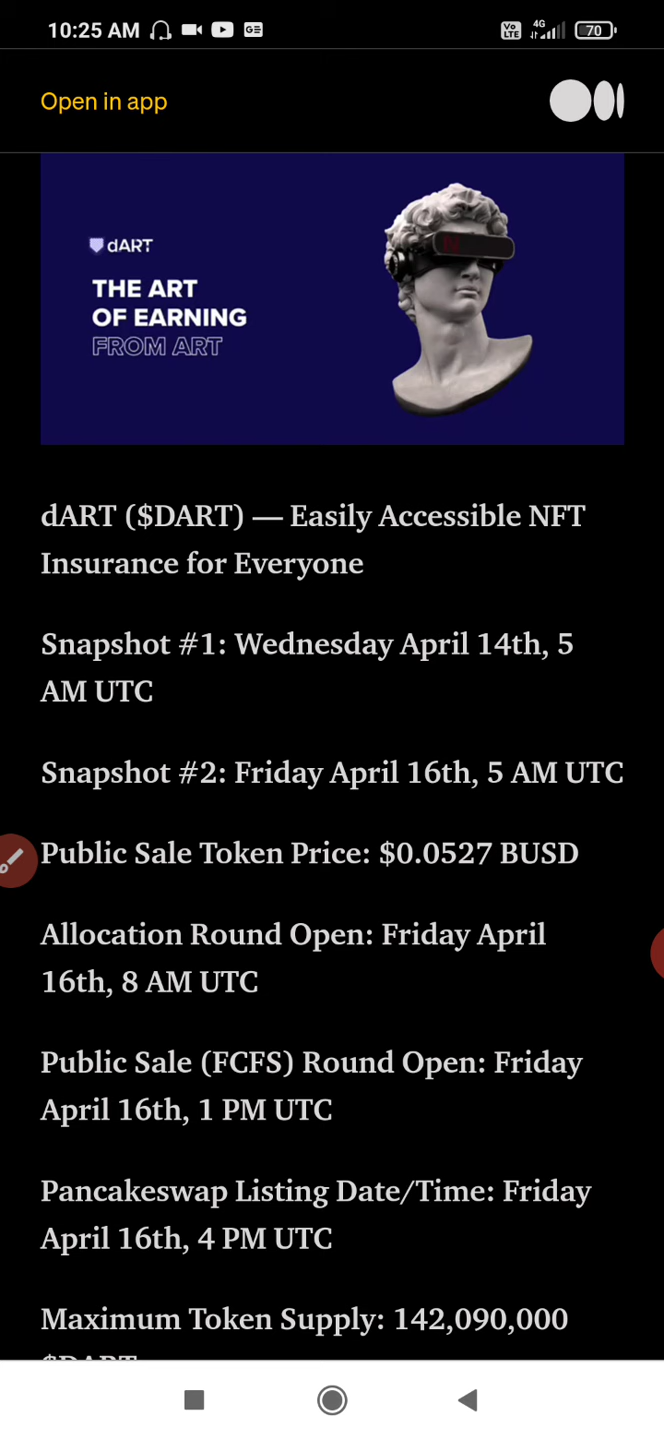 10:25 AM
Vo
LTE
4G
70
Open in app
dART
THE ART
OF EARNING
FROM ART
dART ($DART) — Easily Accessible NFT
Insurance for Everyone
Snapshot #1: Wednesday April 14th, 5
AM UTC
Snapshot #2: Friday April 16th, 5 AM UTC
Public Sale Token Price: $0.0527 BUSD
Allocation Round Open: Friday April
16th, 8 AM UTC
Public Sale (FCFS) Round Open: Friday
April 16th, 1 PM UTC
Pancakeswap Listing Date/Time: Friday
April 16th, 4 PM UTC
Maximum Token Supply: 142,090,000
$DART